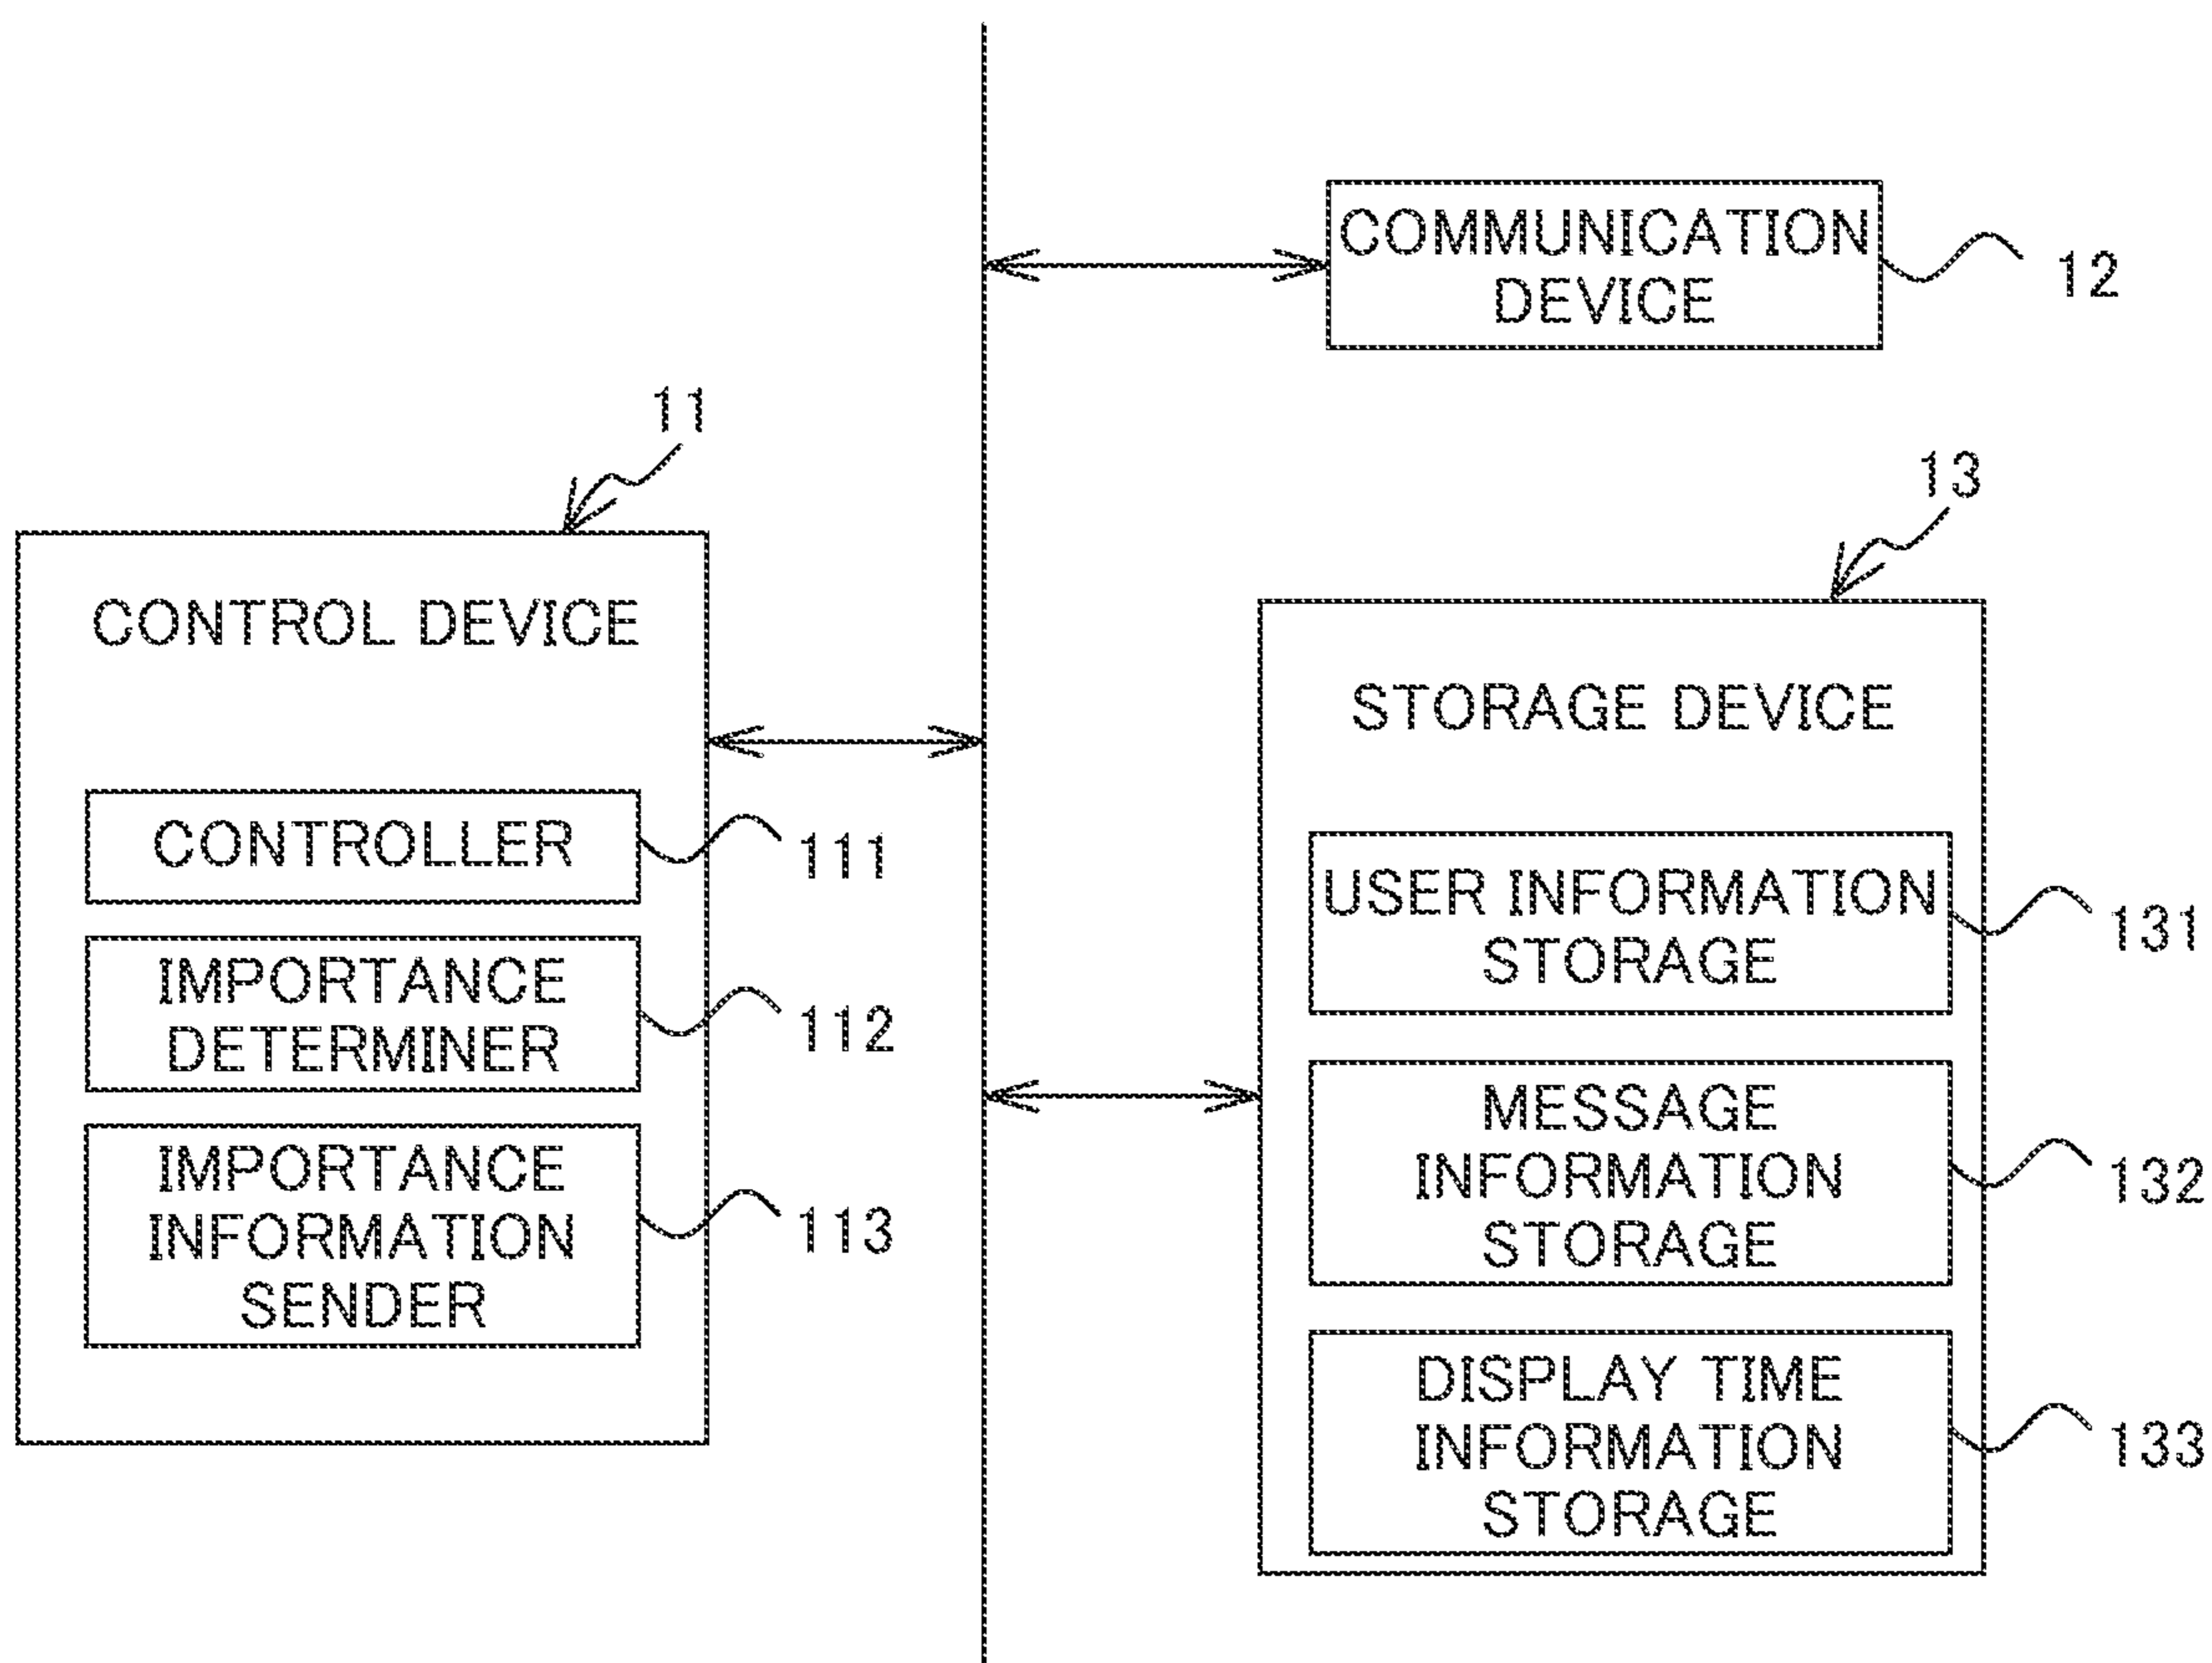 COMMUNICATION
DEVICE
12
11
CONTROL DEVICE
CONTROLLER
111
IMPORTANCE
DETERMINER
112
IMPORTANCE
INFORMATION
SENDER
113
13
STORAGE DEVICE
USER INFORMATION
STORAGE
131
MESSAGE
INFORMATION
STORAGE
132
DISPLAY TIME
INFORMATION
STORAGE
133